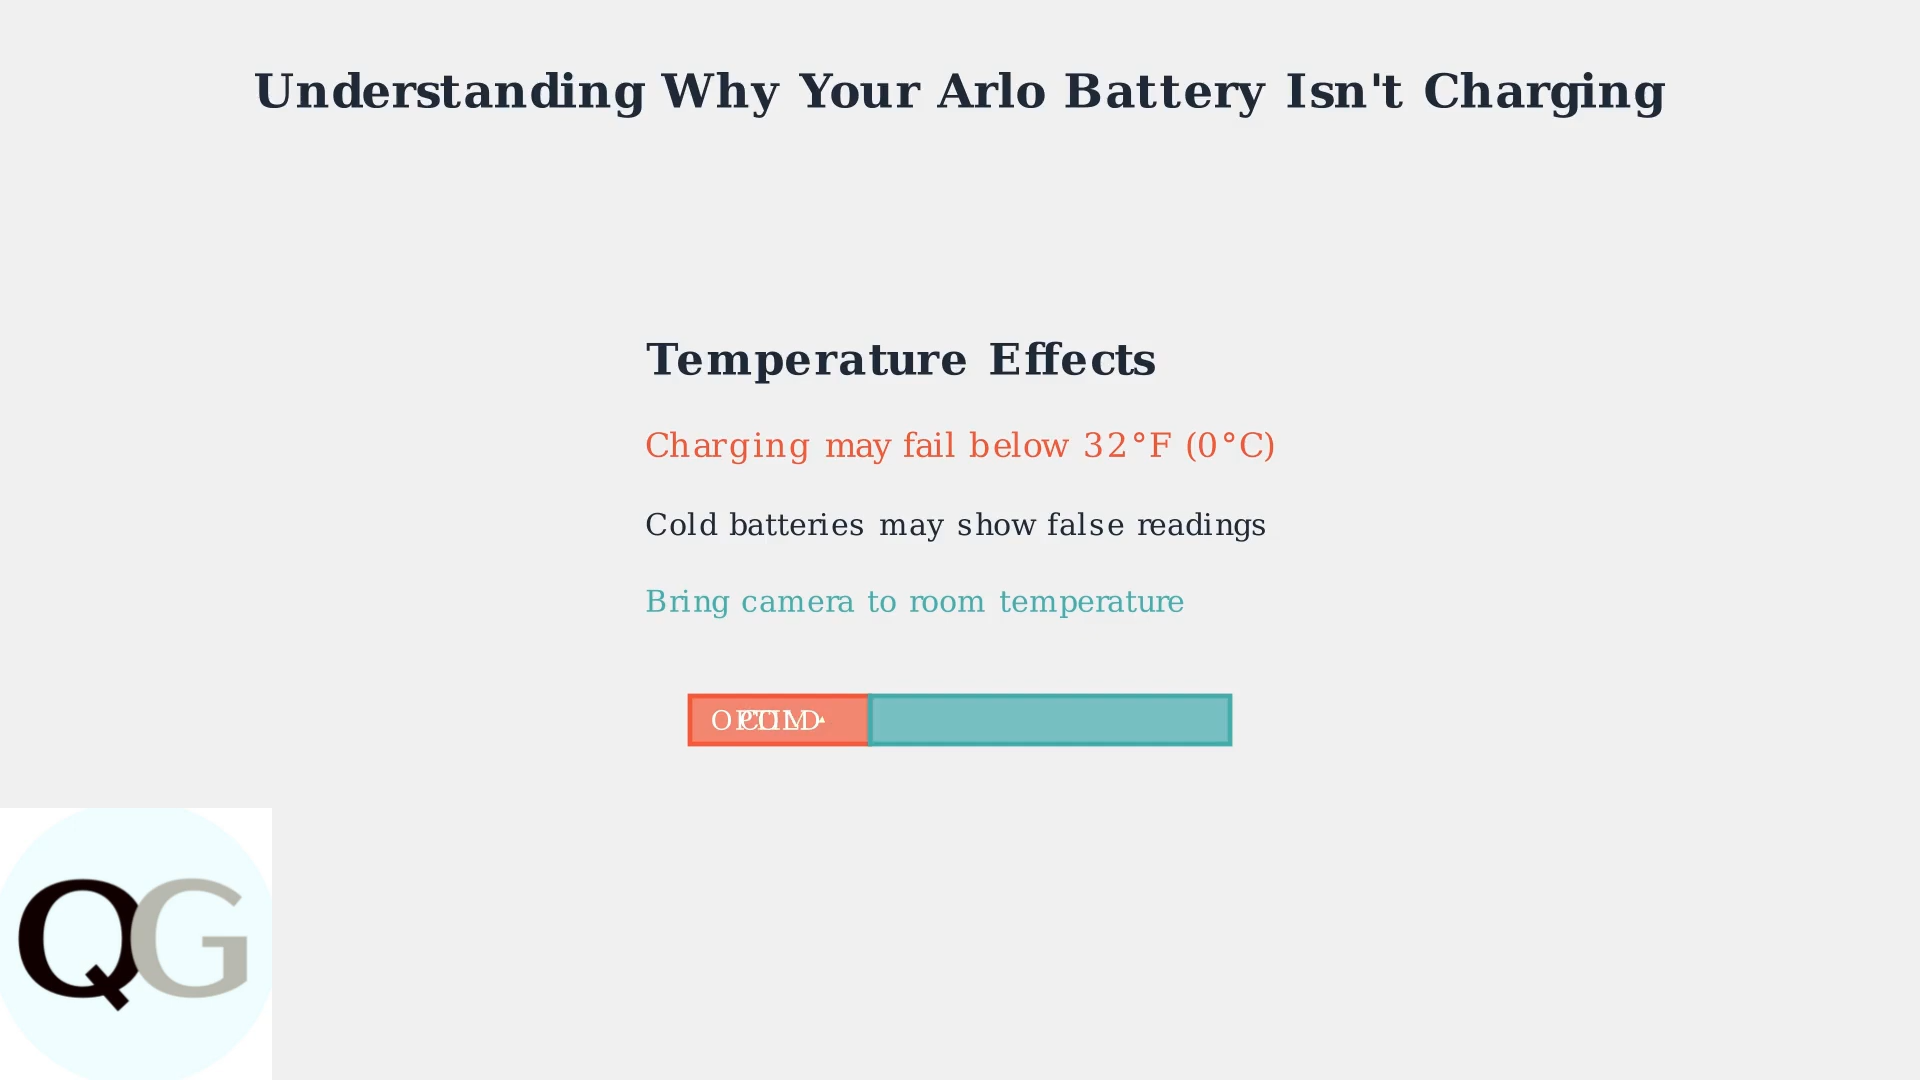 Understanding Why Your Arlo Battery Isn't Charging
Temperature Effects
Charging may fail below 32°F (0°C)
Cold batteries may show false readings
Bring camera to room temperature
COLD
QG